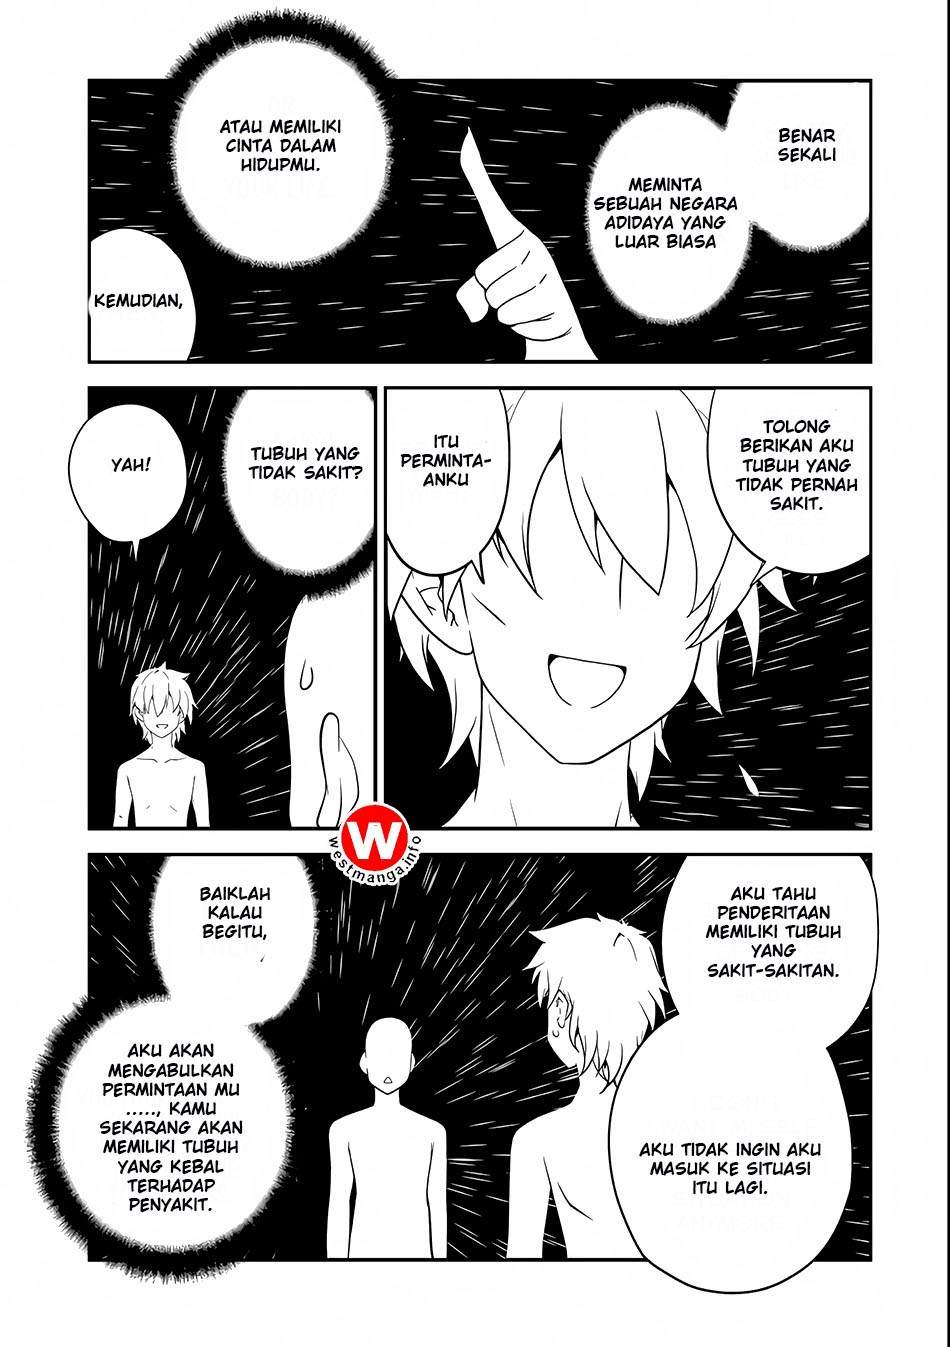 BENAR
SEKALI
MEMINTA
SEBUAH NEGARA
ADIDAYA YANG
LUAR BIASA
ATAU MEMILIKI
CINTA DALAM
HIDUPMU.
KEMUDIAN,
TOLONG
BERIKAN AKU
TUBUH YANG
TIDAK PERNAH
SAKIT.
ITU
PERMINTA-
ANKU
TUBUH YANG
TIDAK SAKIT?
YAH!
W
westmanga.info
AKU TAHU
PENDERITAAN
MEMILIKI TUBUH
YANG
SAKIT-SAKITAN.
AKU TIDAK INGIN AKU
MASUK KE SITUASI
ITU LAGI.
BAIKLAH
KALAU
BEGITU,
AKU AKAN
MENGABULKAN
PERMINTAAN MU
....., KAMU
SEKARANG AKAN
MEMILIKI TUBUH
YANG KEBAL
TERHADAP
PENYAKIT.